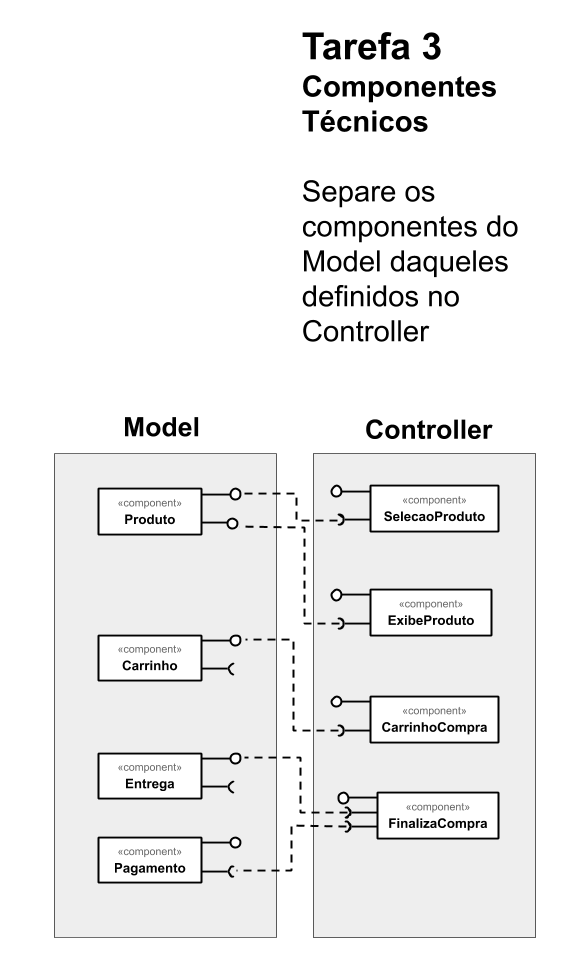 Tarefa 3
Componentes
Técnicos
Separe os
componentes do
Model daqueles
definidos no
Controller
Model
Controller
«component»
Produto
«component»
Carrinho
«component»
Entrega
«component»
Pagamento
«component»
SelecaoProduto
«component»
ExibeProduto
«component»
CarrinhoCompra
«component»
FinalizaCompra